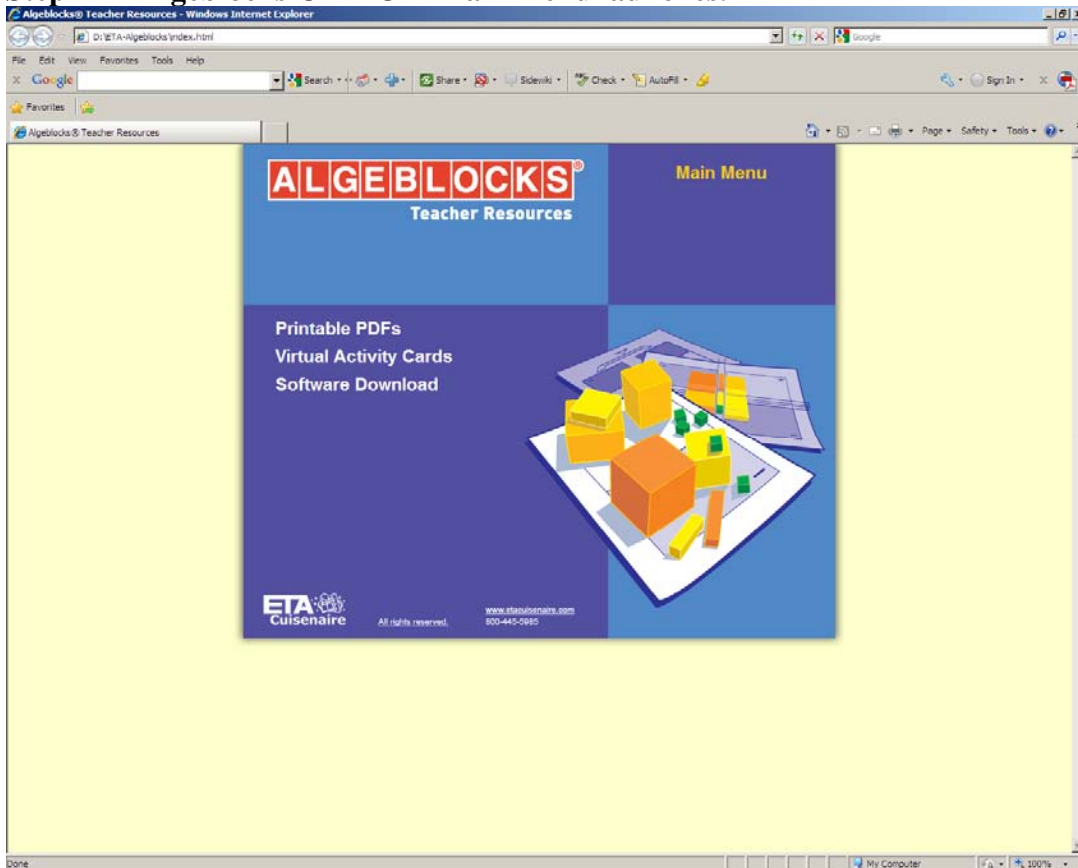 Algeblocks® Teacher Resources - Windows Internet Explorer
D:\ETA-Algeblocks\index.html
Google
File Edit View Favorites Tools Help
Google Search Share Sidewiki Check AutoFill Sign In
Favorites
Algeblocks® Teacher Resources
Page Safety Tools
ALGEBLOCKS®
Teacher Resources
Main Menu
Printable PDFs
Virtual Activity Cards
Software Download
ETA
Cuisenaire
All rights reserved.
www.etacuisenaire.com
800-445-5985
Done
My Computer
100%